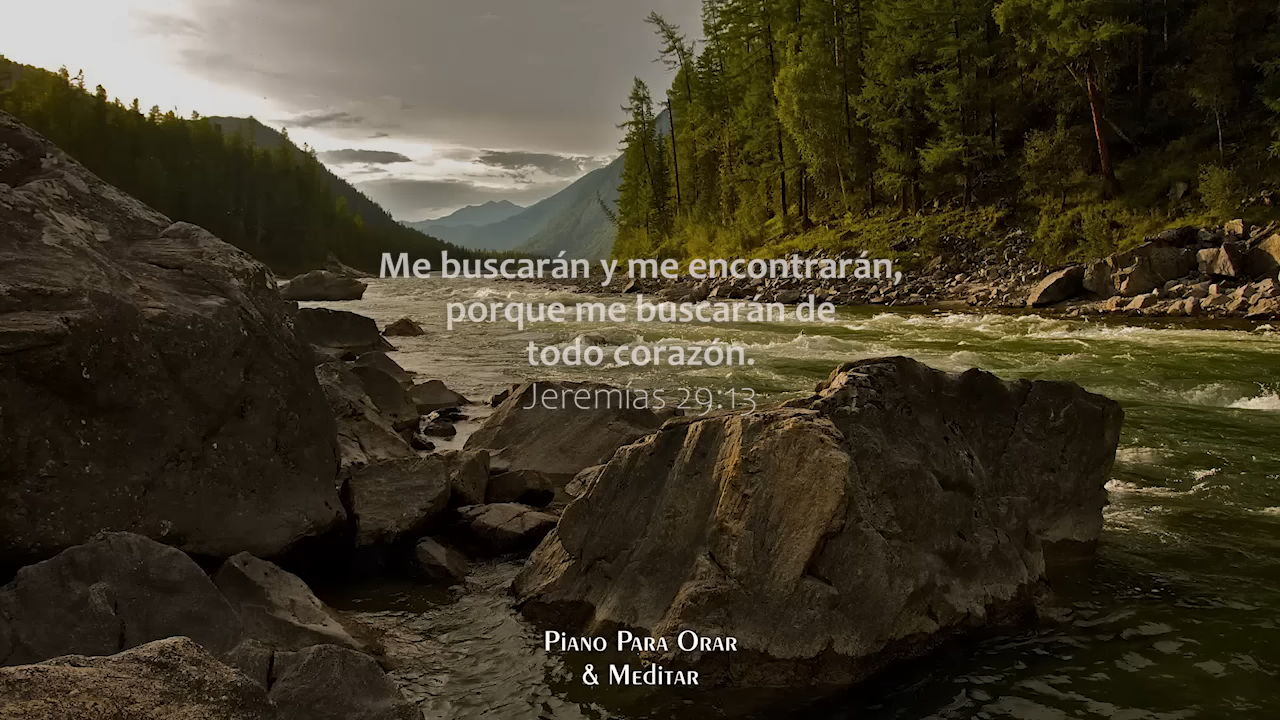 Me buscarán y me encontrarán,
porque me buscarán de
todo corazón.
Jeremías 29:13
Piano Para Orar
& Meditar